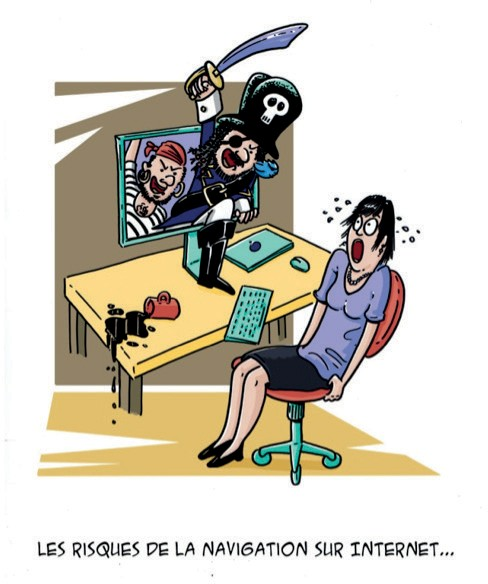 LES RISQUES DE LA NAVIGATION SUR INTERNET...